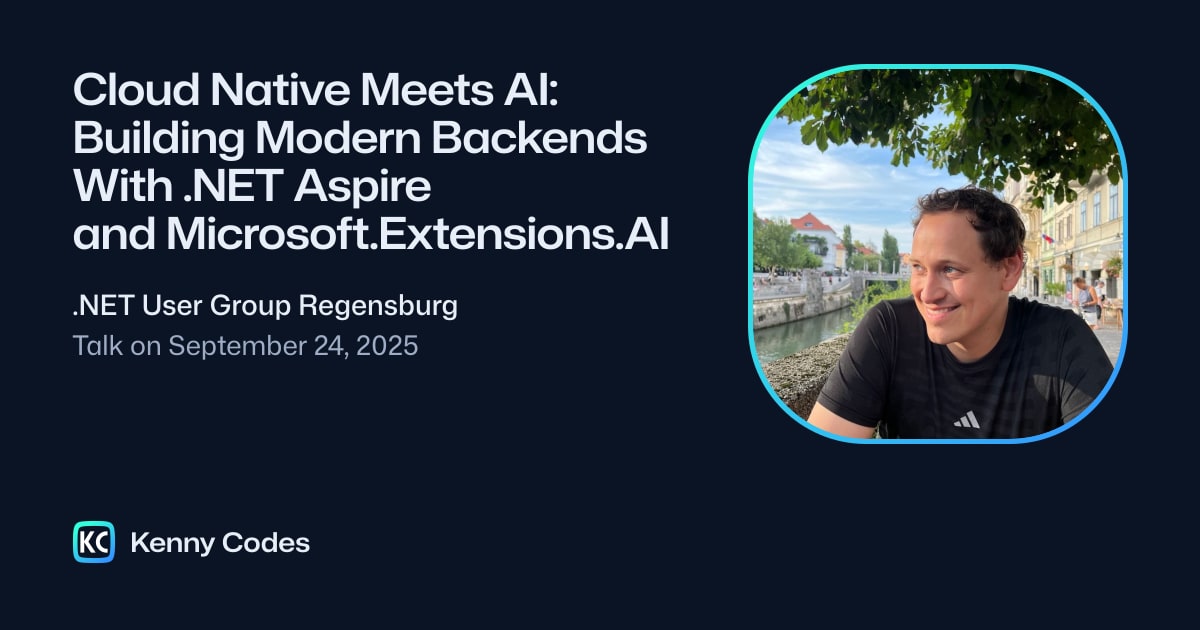 Cloud Native Meets AI:
Building Modern Backends
With .NET Aspire
and Microsoft.Extensions.AI
.NET User Group Regensburg
Talk on September 24, 2025
KC Kenny Codes